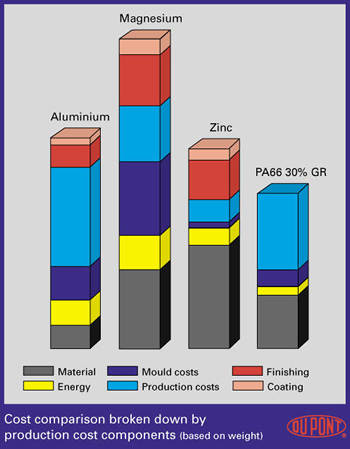 Magnesium
Aluminium
Zinc
PA66 30% GR
Material
Mould costs
Finishing
Energy
Production costs
Coating
Cost comparison broken down by
production cost components (based on weight)
DU PONT